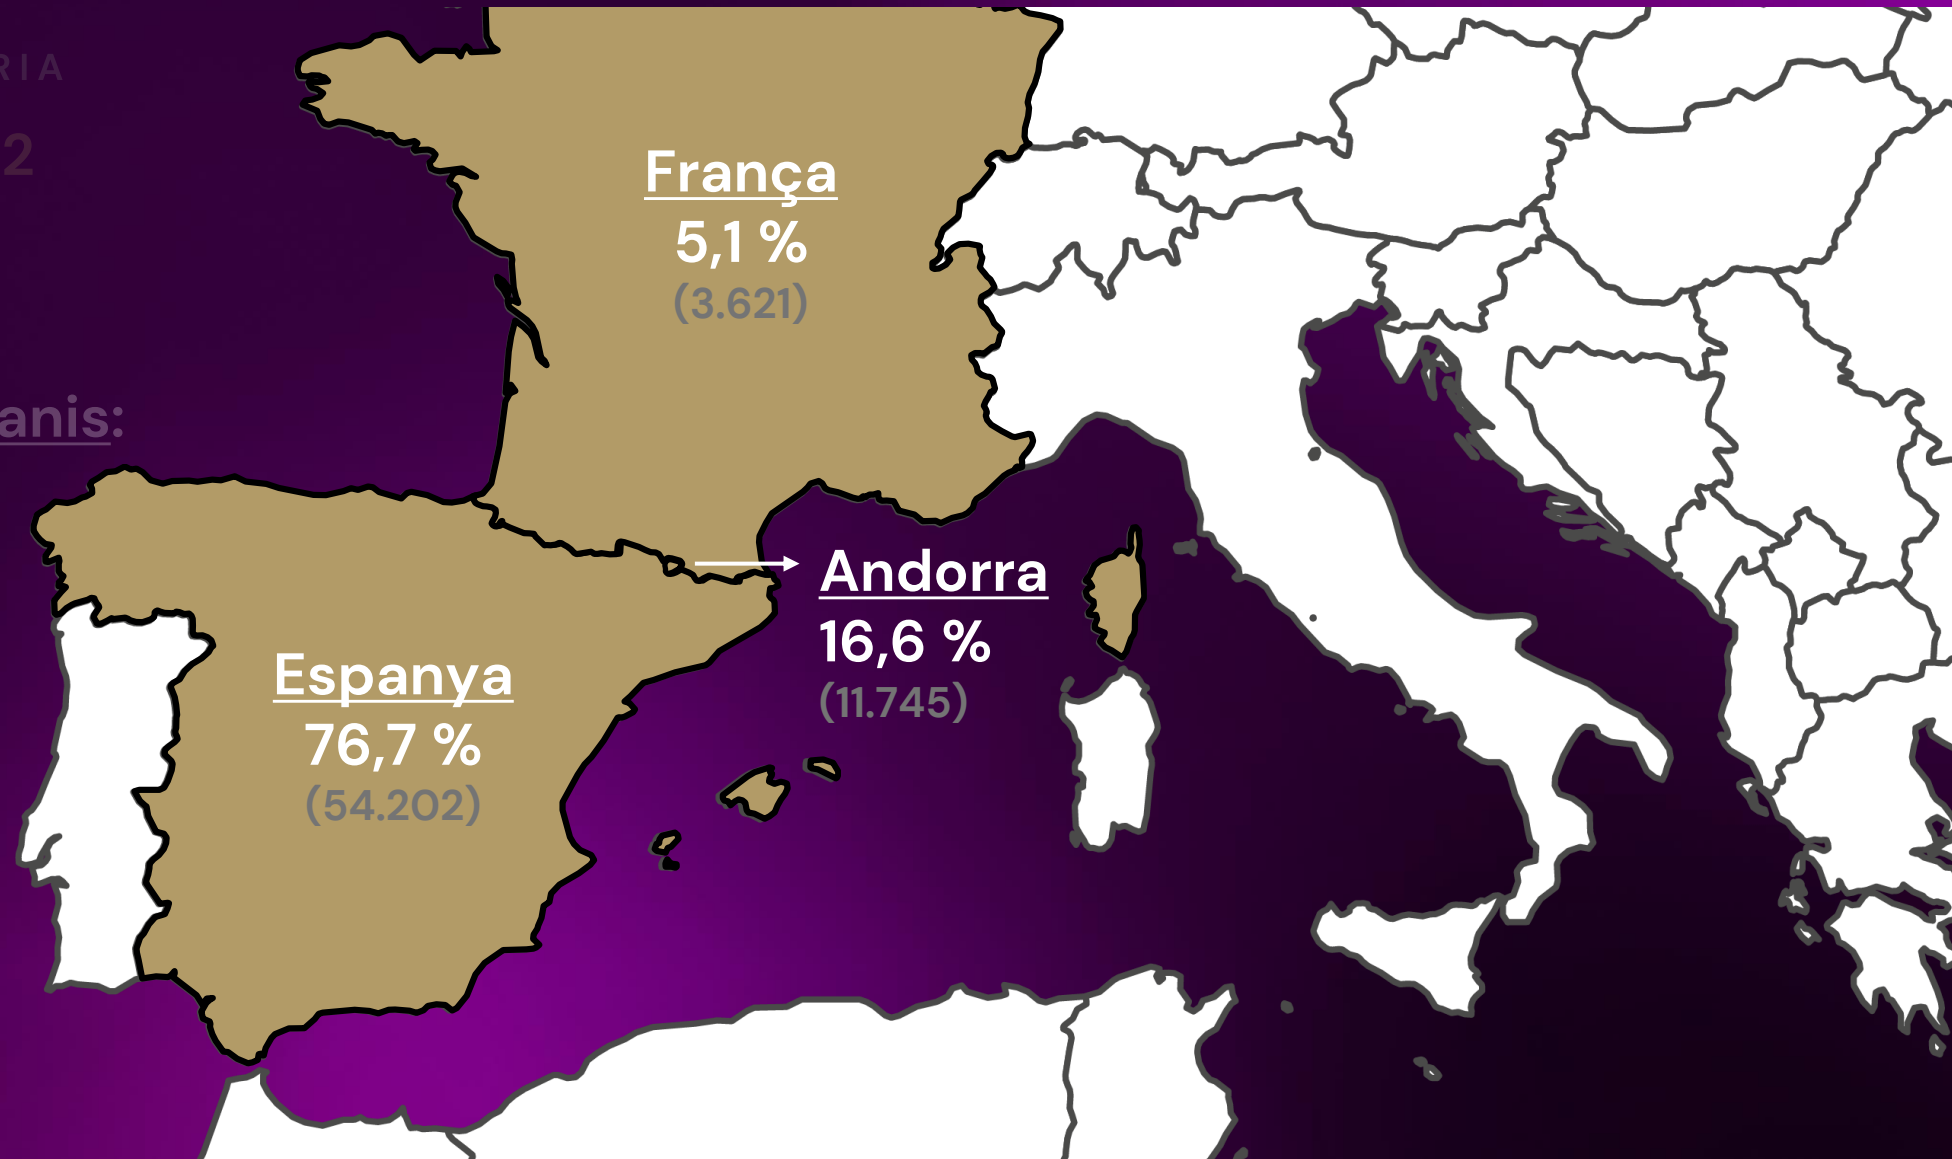 RIA
2
anis:
França
5,1 %
(3.621)
Andorra
16,6 %
(11.745)
Espanya
76,7 %
(54.202)